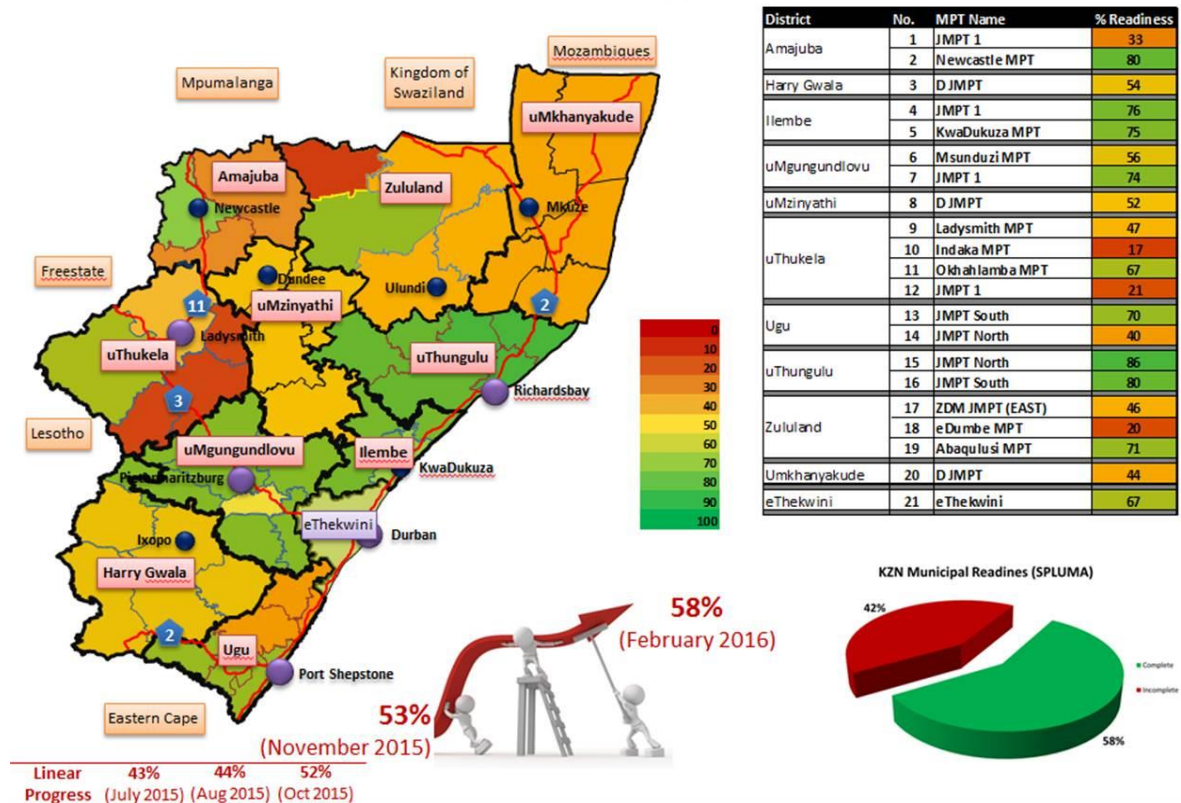 Mozambiques
Kingdom of
Swaziland
Mpumalanga
uMkhanyakude
Amajuba
Zululand
Newcastle
Mkuze
Freestate
Dundee
Ulundi
11
uMzinyathi
2
Ladysmith
uThukela
uThungulu
3
Richardsbay
Lesotho
uMgungundlovu
Ilembe
KwaDukuza
Pietermaritzburg
eThekwini
Durban
Ixopo
Harry Gwala
2
Ugu
Port Shepstone
Eastern Cape
0
10
20
30
40
50
60
70
80
90
100
58%
(February 2016)
53%
(November 2015)
Linear 43% 44% 52%
Progress (July 2015) (Aug 2015) (Oct 2015)
District No. MPT Name % Readiness
Amajuba
1 JMPT 1 33
2 Newcastle MPT 80
Harry Gwala 3 DJMPT 54
Ilembe
4 JMPT 1 76
5 KwaDukuza MPT 75
uMgungundlovu
6 Msunduzi MPT 56
7 JMPT 1 74
uMzinyathi 8 DJMPT 52
uThukela
9 Ladysmith MPT 47
10 Indaka MPT 17
11 Okhahlamba MPT 67
12 JMPT 1 21
Ugu
13 JMPT South 70
14 JMPT North 40
uThungulu
15 JMPT North 86
16 JMPT South 80
Zululand
17 ZDM JMPT (EAST) 46
18 eDumbe MPT 20
19 Abaqulusi MPT 71
Umkhanyakude 20 DJMPT 44
eThekwini 21 eThekwini 67
KZN Municipal Readines (SPLUMA)
42%
Complete
Incomplete
58%